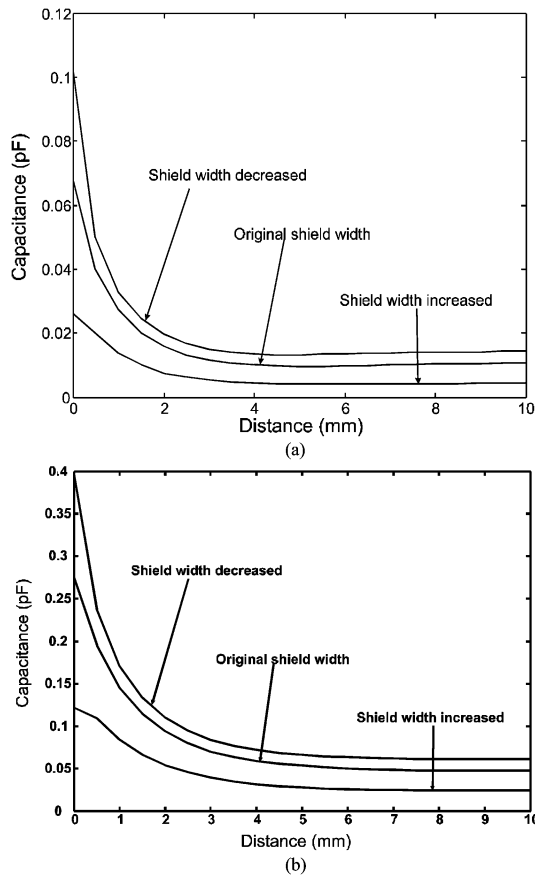 0.12
0.1
0.08
0.06
0.04
0.02
0
Capacitance (pF)
Shield width decreased
Original shield width
Shield width increased
0 2 4 6 8 10
Distance (mm)
(a)
0.4
0.35
0.3
0.25
0.2
0.15
0.1
0.05
0
Capacitance (pF)
Shield width decreased
Original shield width
Shield width increased
0 1 2 3 4 5 6 7 8 9 10
Distance (mm)
(b)